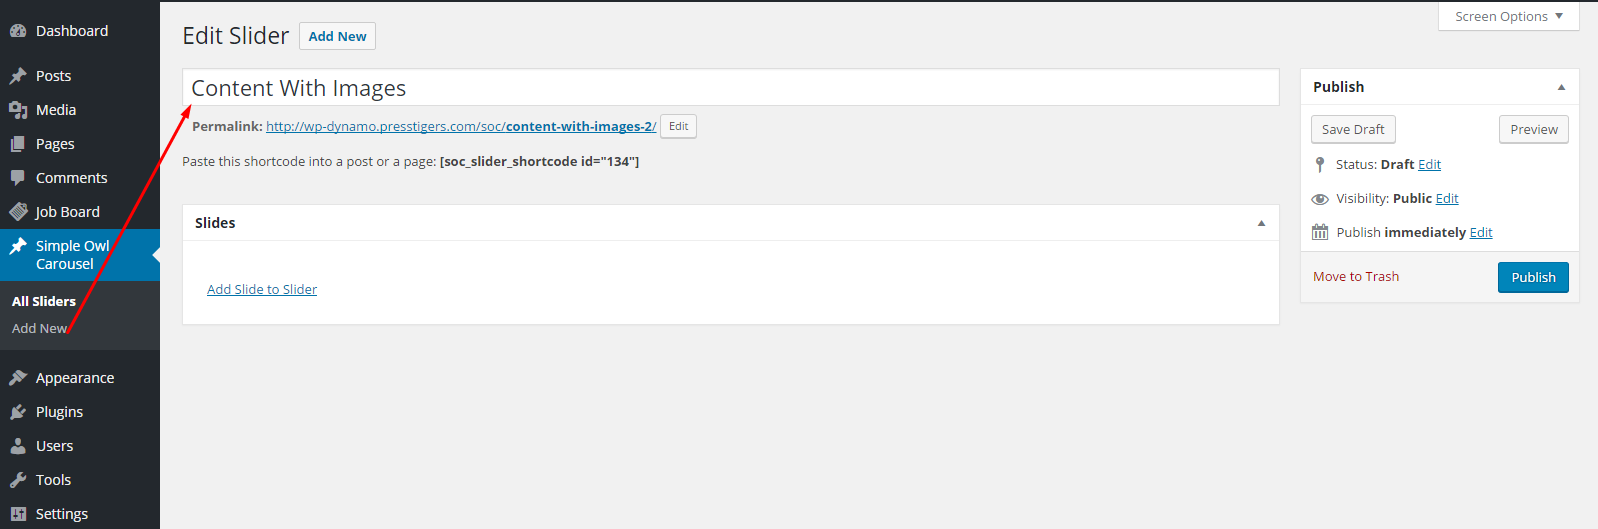 Dashboard
Posts
Media
Pages
Comments
Job Board
Simple Owl
Carousel
All Sliders
Add New
Appearance
Plugins
Users
Tools
Settings
Screen Options
Edit Slider Add New
Content With Images
Permalink: http://wp-dynamo.presstigers.com/soc/content-with-images-2/ Edit
Paste this shortcode into a post or a page: [soc_slider_shortcode id="134"]
Slides
Add Slide to Slider
Publish
Save Draft Preview
Status: Draft Edit
Visibility: Public Edit
Publish immediately Edit
Move to Trash Publish